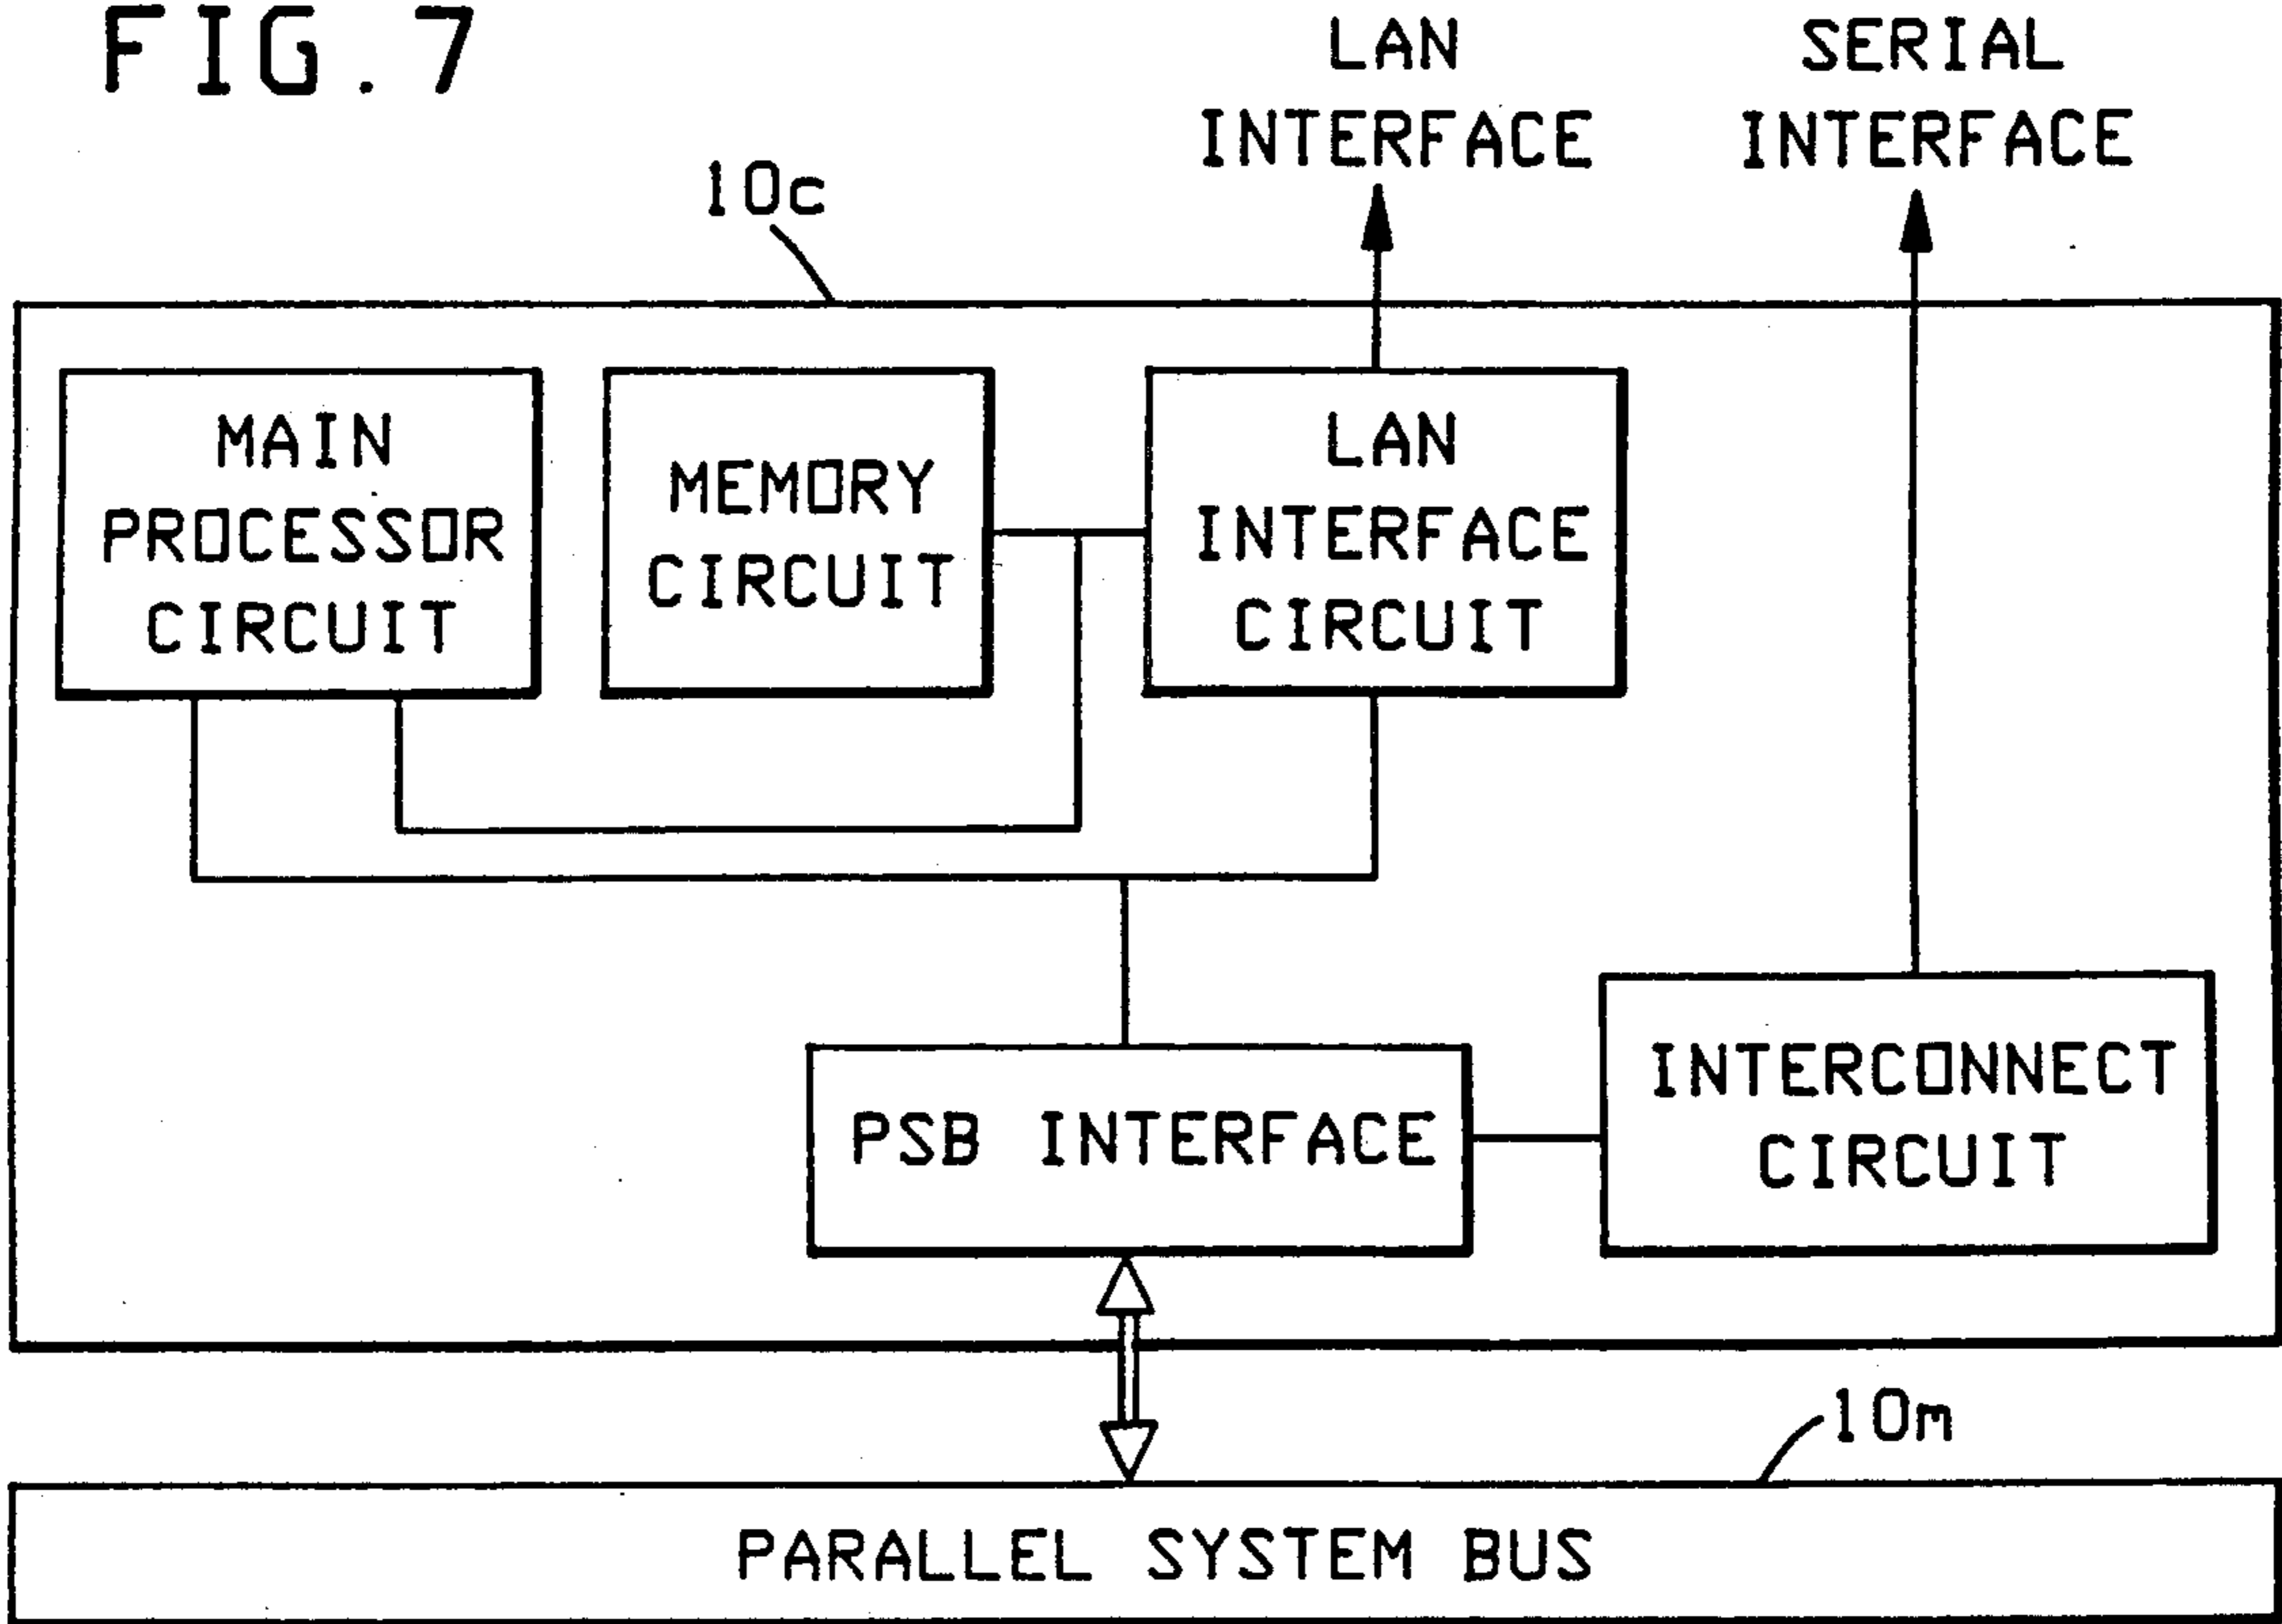 FIG. 7
LAN
INTERFACE
SERIAL
INTERFACE
10c
MAIN
PROCESSOR
CIRCUIT
MEMORY
CIRCUIT
LAN
INTERFACE
CIRCUIT
PSB INTERFACE
INTERCONNECT
CIRCUIT
10m
PARALLEL SYSTEM BUS